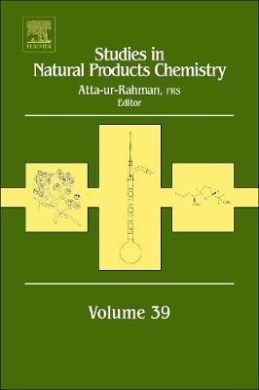 ELSEVIER
Studies in
Natural Products Chemistry
Atta-ur-Rahman, FRS
Editor
Volume 39